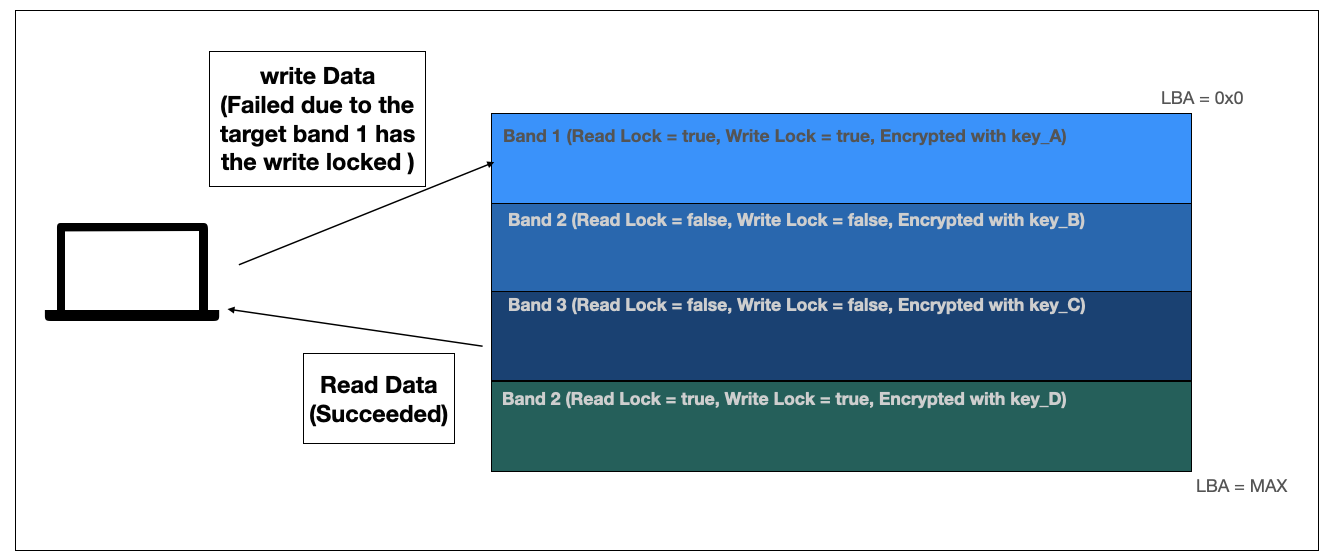 write Data
(Failed due to the
target band 1 has
the write locked )
LBA = 0x0
Band 1 (Read Lock = true, Write Lock = true, Encrypted with key_A)
Band 2 (Read Lock = false, Write Lock = false, Encrypted with key_B)
Band 3 (Read Lock = false, Write Lock = false, Encrypted with key_C)
Read Data
(Succeeded)
Band 2 (Read Lock = true, Write Lock = true, Encrypted with key_D)
LBA = MAX